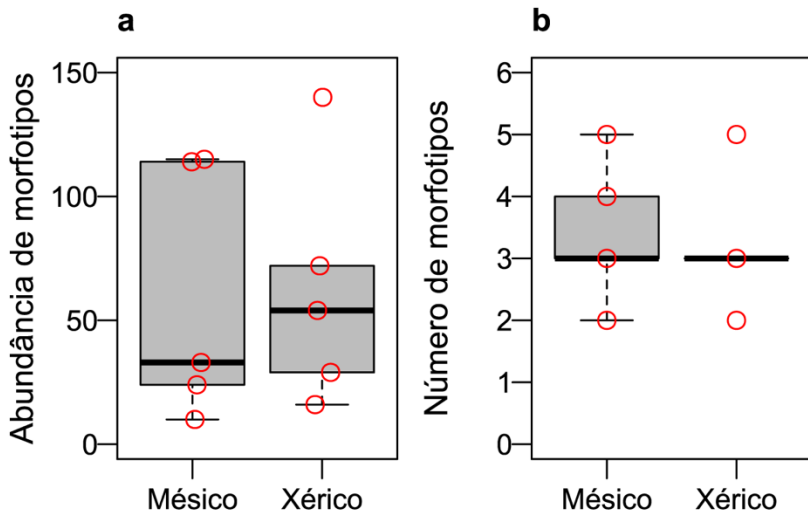 a
Abundância de morfotipos
150
100
50
0
Mésico
Xérico
b
Número de morfotipos
6
5
4
3
2
1
0
Mésico
Xérico